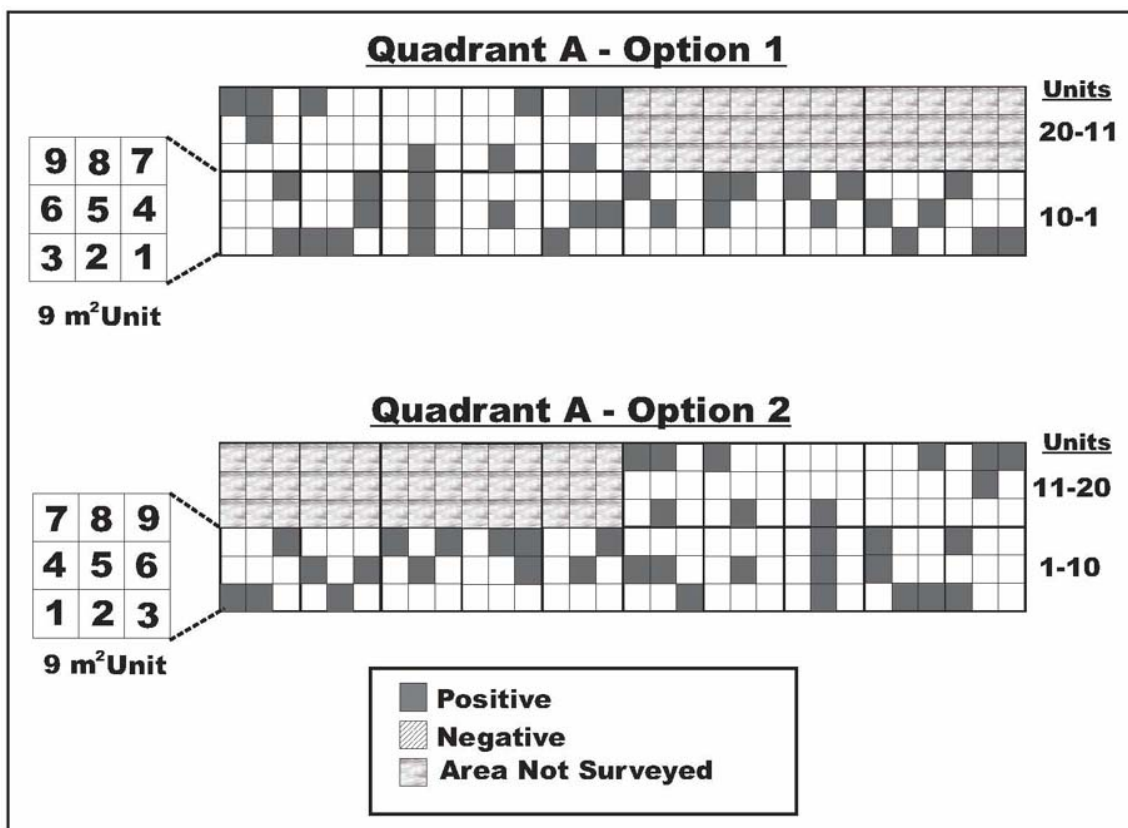 Quadrant A - Option 1
Units
20-11
10-1
9 8 7
6 5 4
3 2 1
9 m²Unit
Quadrant A - Option 2
Units
11-20
1-10
7 8 9
4 5 6
1 2 3
9 m²Unit
Positive
Negative
Area Not Surveyed